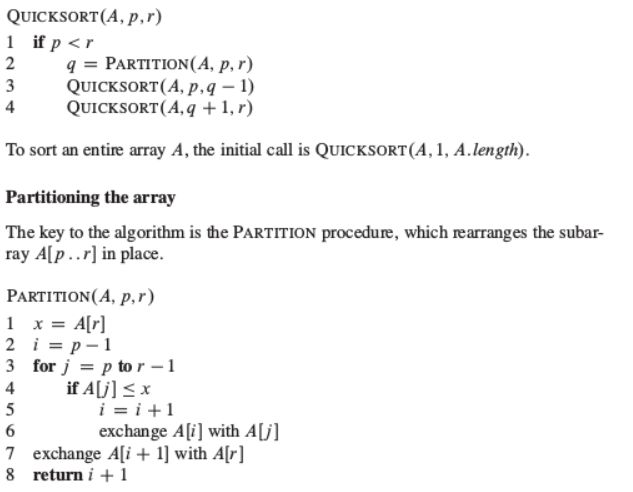 QUICKSORT(A, p, r)
1 if p < r
2 q = PARTITION(A, p, r)
3 QUICKSORT(A, p, q − 1)
4 QUICKSORT(A, q + 1, r)
To sort an entire array A, the initial call is QUICKSORT(A, 1, A.length).
Partitioning the array
The key to the algorithm is the PARTITION procedure, which rearranges the subar-
ray A[p . . r] in place.
PARTITION(A, p, r)
1 x = A[r]
2 i = p − 1
3 for j = p to r − 1
4 if A[j] ≤ x
5 i = i + 1
6 exchange A[i] with A[j]
7 exchange A[i + 1] with A[r]
8 return i + 1